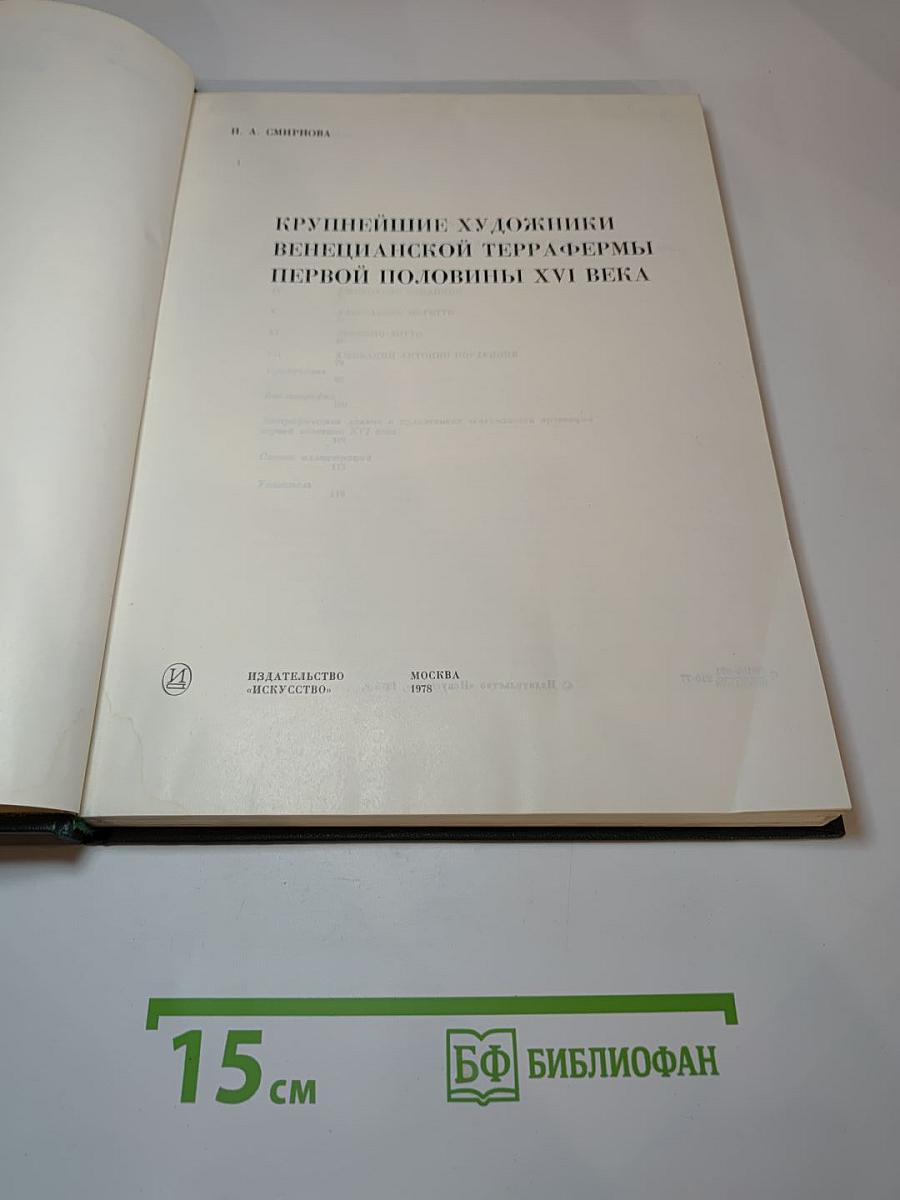 И. А. СМИРНОВА
КРУПНЕЙШИЕ ХУДОЖНИКИ
ВЕНЕЦИАНСКОЙ ТЕРРАФЕРМЫ
ПЕРВОЙ ПОЛОВИНЫ XVI ВЕКА
И
ИЗДАТЕЛЬСТВО
«ИСКУССТВО»
МОСКВА
1978
15 см
БФ БИБЛИОФАН